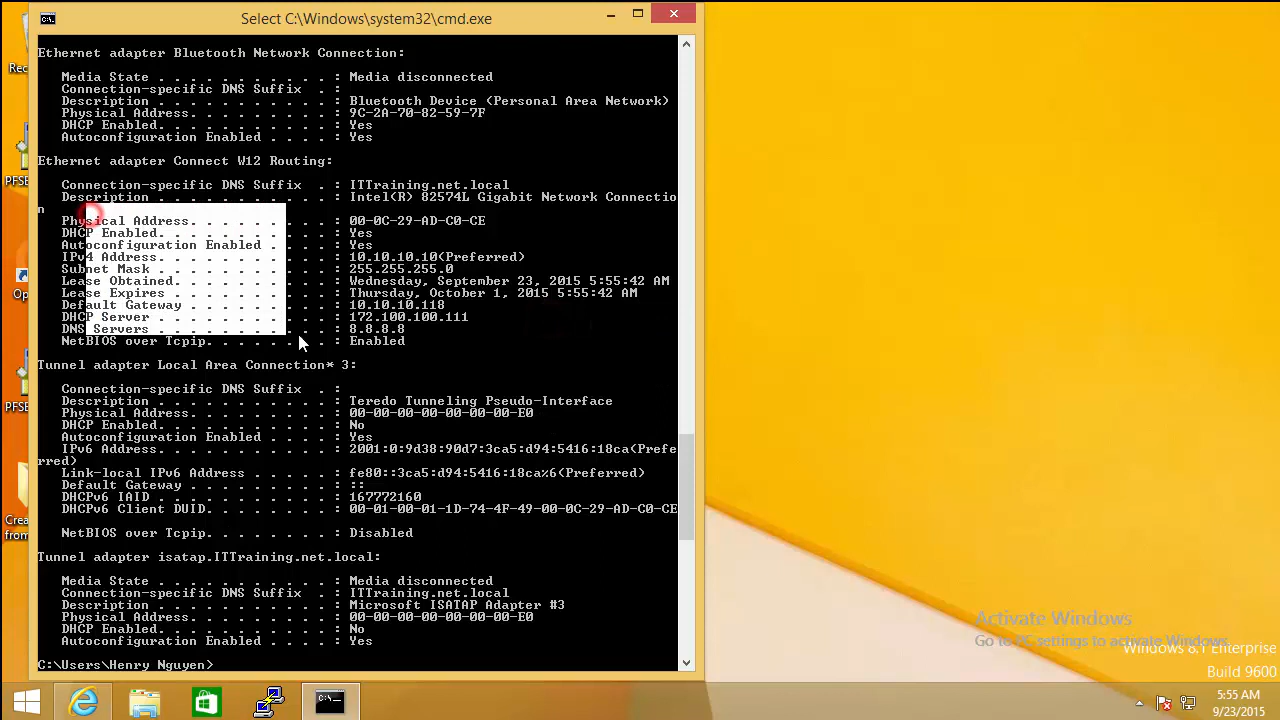 Select C:\Windows\system32\cmd.exe
Ethernet adapter Bluetooth Network Connection:
Media State . . . . . . . . . . . : Media disconnected
Connection-specific DNS Suffix  . :
Description . . . . . . . . . . . : Bluetooth Device (Personal Area Network)
Physical Address. . . . . . . . . : 9C-2A-70-82-59-7F
DHCP Enabled. . . . . . . . . . . : Yes
Autoconfiguration Enabled . . . . : Yes
Ethernet adapter Connect W12 Routing:
Connection-specific DNS Suffix  . : ITTraining.net.local
Description . . . . . . . . . . . : Intel(R) 82574L Gigabit Network Connectio
n
Physical Address. . . . . . . . . : 00-0C-29-AD-C0-CE
DHCP Enabled. . . . . . . . . . . : Yes
Autoconfiguration Enabled . . . . : Yes
IPv4 Address. . . . . . . . . . . : 10.10.10.10(Preferred)
Subnet Mask . . . . . . . . . . . : 255.255.255.0
Lease Obtained. . . . . . . . . . : Wednesday, September 23, 2015 5:55:42 AM
Lease Expires . . . . . . . . . . : Thursday, October 1, 2015 5:55:42 AM
Default Gateway . . . . . . . . . : 10.10.10.118
DHCP Server . . . . . . . . . . . : 172.100.100.111
DNS Servers . . . . . . . . . . . : 8.8.8.8
NetBIOS over Tcpip. . . . . . . . : Enabled
Tunnel adapter Local Area Connection* 3:
Connection-specific DNS Suffix  . :
Description . . . . . . . . . . . : Teredo Tunneling Pseudo-Interface
Physical Address. . . . . . . . . : 00-00-00-00-00-00-00-E0
DHCP Enabled. . . . . . . . . . . : No
Autoconfiguration Enabled . . . . : Yes
IPv6 Address. . . . . . . . . . . : 2001:0:9d38:90d7:3ca5:d94:5416:18ca(Prefe
rred)
Link-local IPv6 Address . . . . . : fe80::3ca5:d94:5416:18ca%6(Preferred)
Default Gateway . . . . . . . . . : ::
DHCPv6 IAID . . . . . . . . . . . : 167772160
DHCPv6 Client DUID. . . . . . . . : 00-01-00-01-1D-74-4F-49-00-0C-29-AD-C0-CE
NetBIOS over Tcpip. . . . . . . . : Disabled
Tunnel adapter isatap.ITTraining.net.local:
Media State . . . . . . . . . . . : Media disconnected
Connection-specific DNS Suffix  . : ITTraining.net.local
Description . . . . . . . . . . . : Microsoft ISATAP Adapter #3
Physical Address. . . . . . . . . : 00-00-00-00-00-00-00-E0
DHCP Enabled. . . . . . . . . . . : No
Autoconfiguration Enabled . . . . : Yes
C:\Users\Henry Nguyen>
Rec
PFSE
Op
PFSE
Crea
from
Activate Windows
Go to PC settings to activate Windows.
Windows 8.1 Enterprise
Build 9600
5:55 AM
9/23/2015